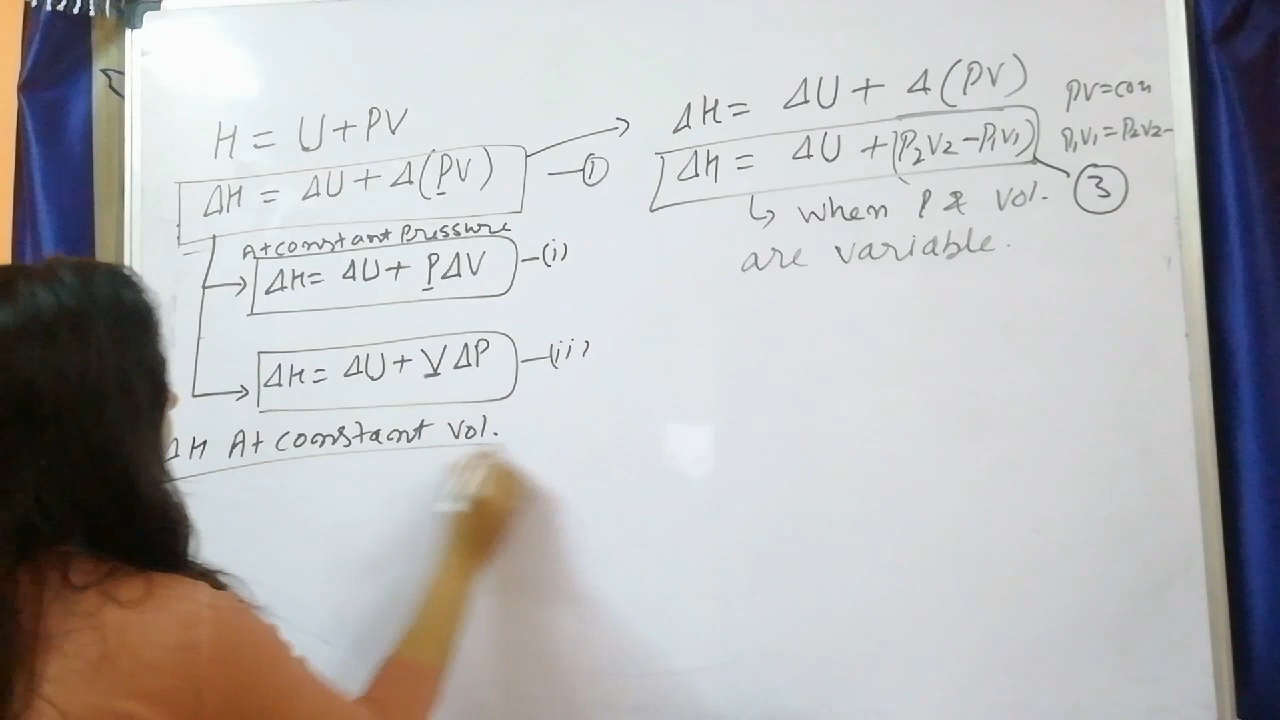 H = U + PV
ΔH = ΔU + Δ(PV) —①
At constant Pressure
ΔH = ΔU + PΔV —(i)
ΔH = ΔU + VΔP —(ii)
ΔH At constant vol.
ΔH = ΔU + Δ(PV)
ΔH = ΔU + (P₂V₂ - P₁V₁) ③
↳ when P & vol.
are variable.
PV = con
P₁V₁ = P₂V₂ -